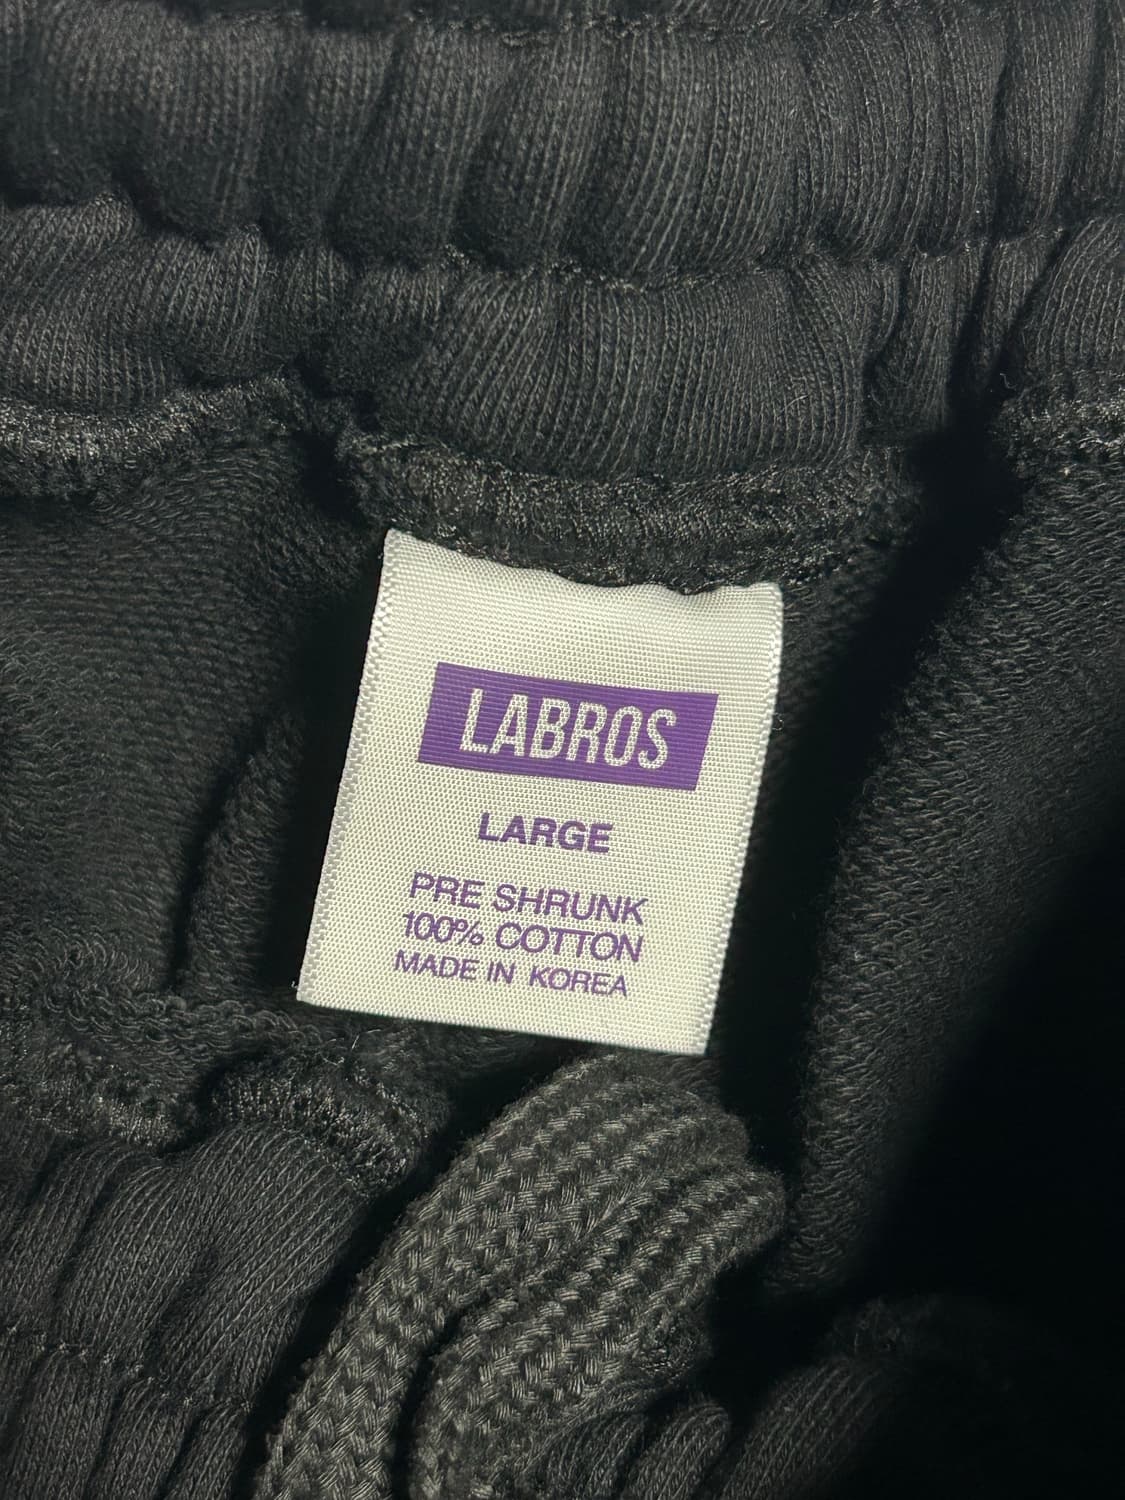 LABROS
LARGE
PRE SHRUNK
100% COTTON
MADE IN KOREA